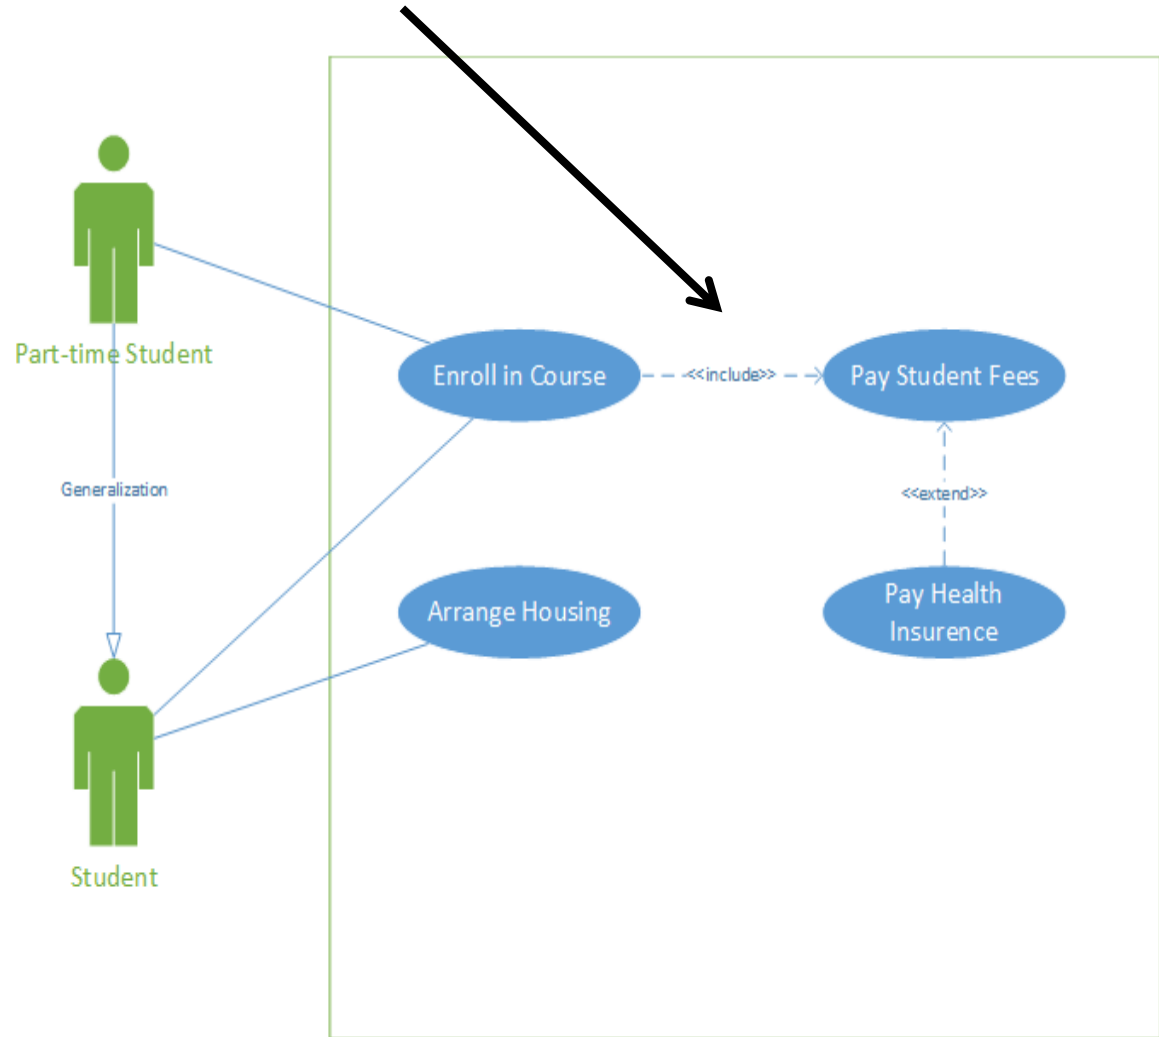 Part-time Student
Enroll in Course
<<include>>
Pay Student Fees
Generalization
<<extend>>
Arrange Housing
Pay Health
Insurence
Student